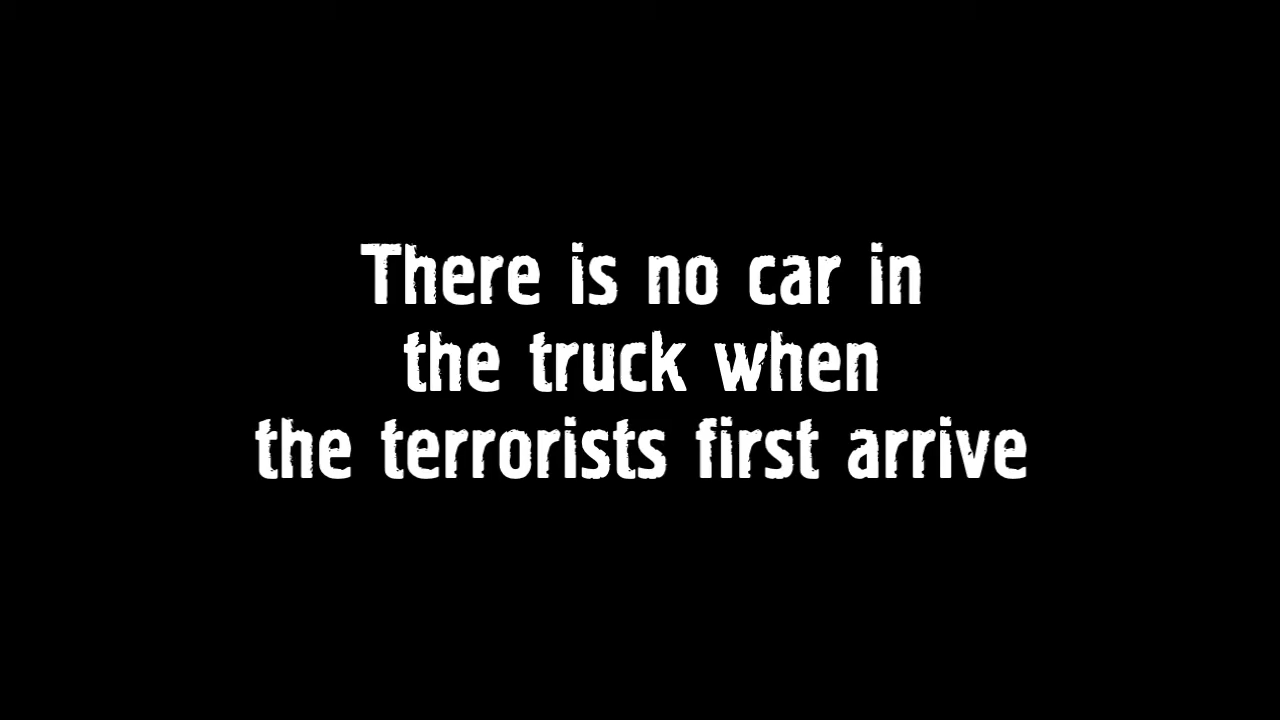 There is no car in
the truck when
the terrorists first arrive